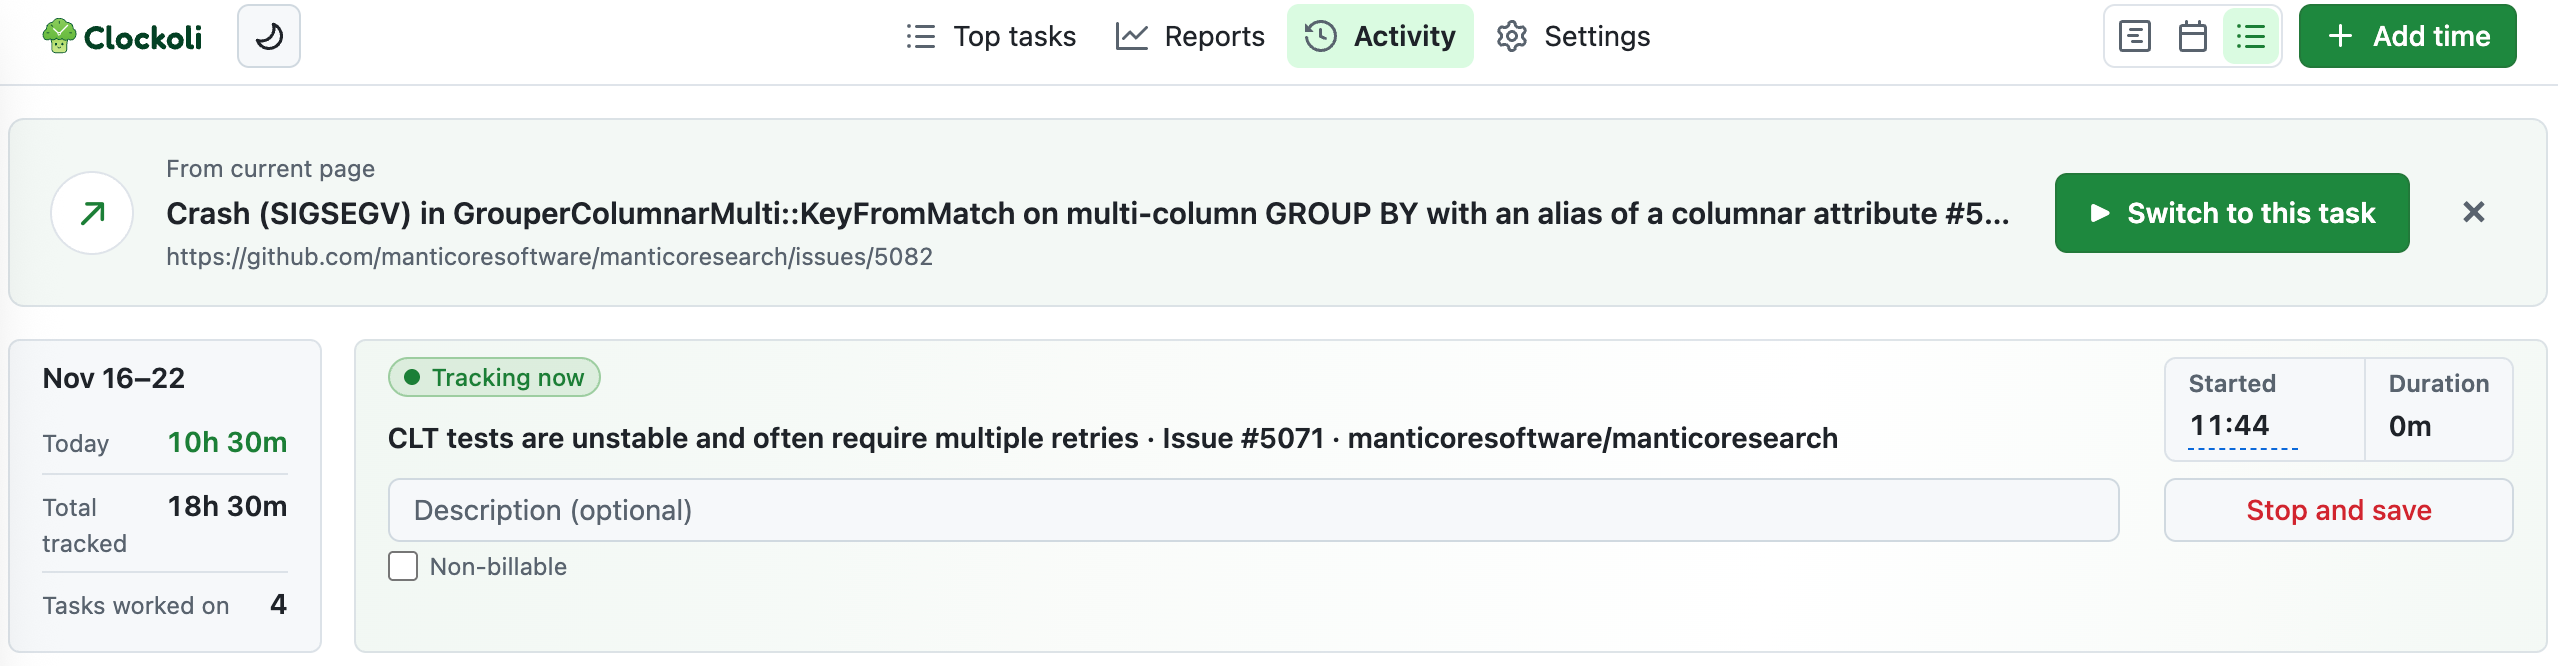 Clockoli
Top tasks
Reports
Activity
Settings
Add time
From current page
Crash (SIGSEGV) in GrouperColumnarMulti::KeyFromMatch on multi-column GROUP BY with an alias of a columnar attribute #5...
https://github.com/manticoresoftware/manticoresearch/issues/5082
Switch to this task
Nov 16–22
Today 10h 30m
Total tracked 18h 30m
Tasks worked on 4
Tracking now
CLT tests are unstable and often require multiple retries · Issue #5071 · manticoresoftware/manticoresearch
Description (optional)
Non-billable
Started
11:44
Duration
0m
Stop and save